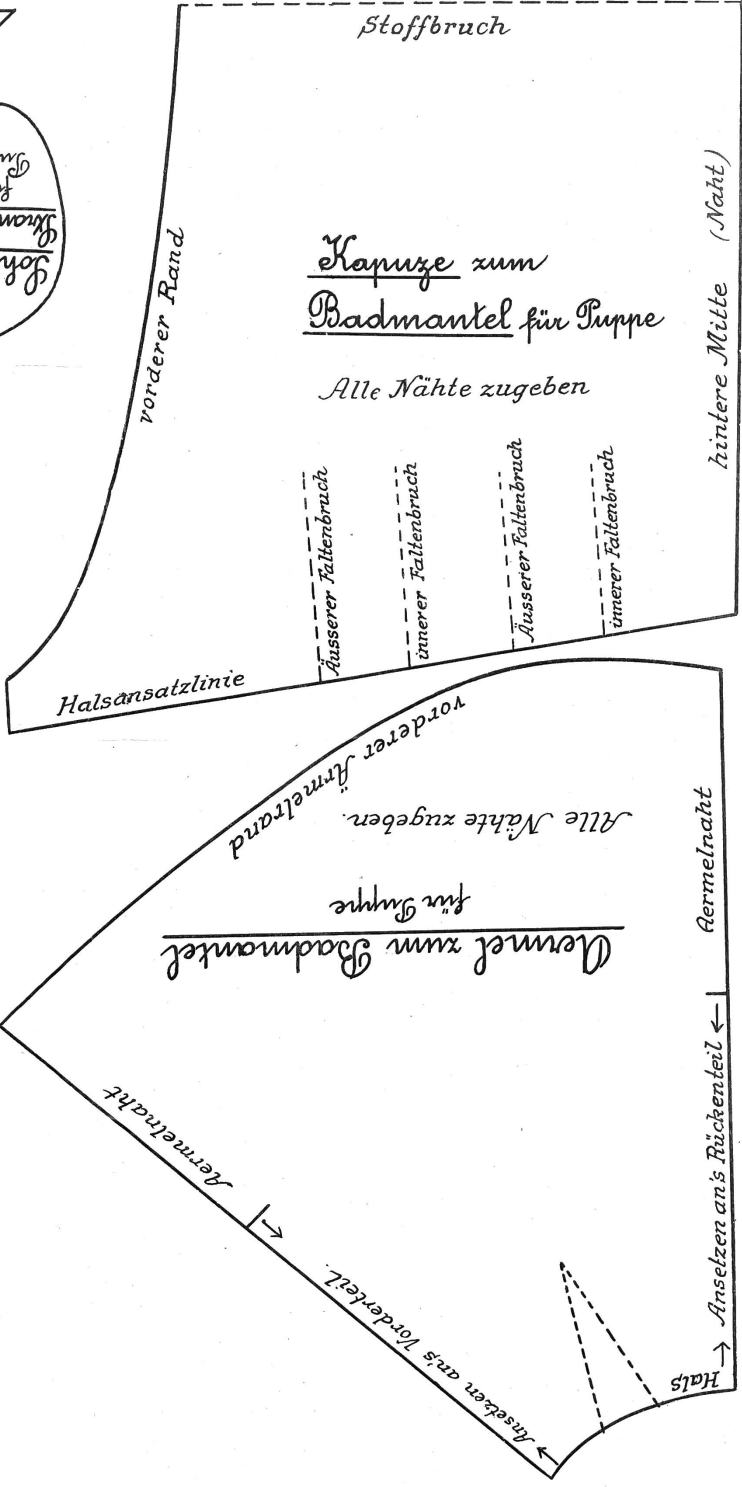 Stoffbruch
vorderer Rand
Kapuze zum
Badmantel für Puppe
Alle Nähte zugeben
hintere Mitte (Naht)
Äusserer Faltenbruch
innerer Faltenbruch
Äusserer Faltenbruch
innerer Faltenbruch
Halsansatzlinie
Aermel zum Badmantel
für Puppe
Alle Nähte zugeben.
vorderer Ärmelrand
Aermelnaht
Ansetzen an's Vorderteil.
Hals
Ansetzen an's Rückenteil
Aermelnaht